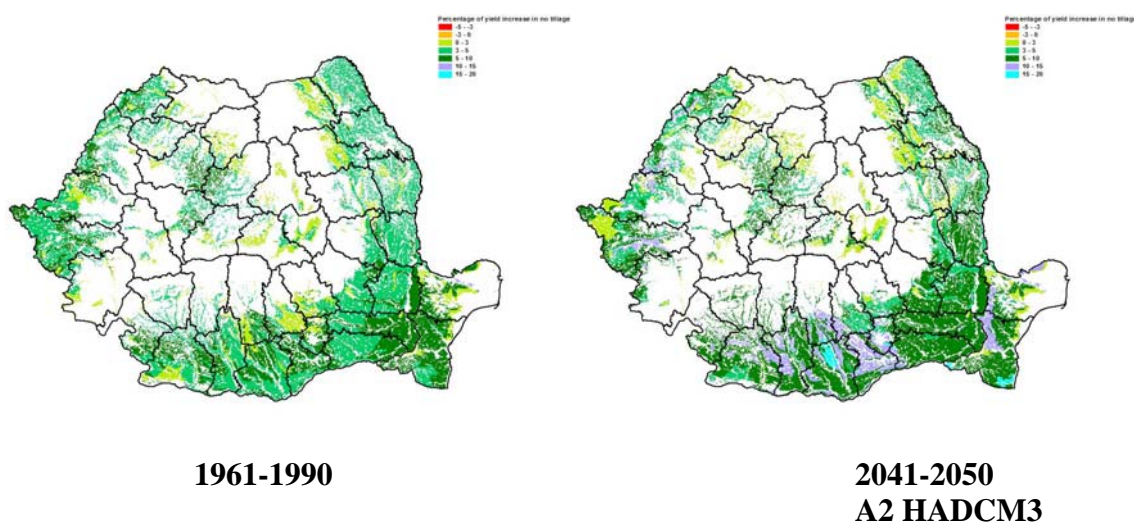 Percentage of yield increase in no tillage
-5 - -3
-3 - 0
0 - 3
3 - 5
5 - 10
10 - 15
15 - 20
Percentage of yield increase in no tillage
-5 - -3
-3 - 0
0 - 3
3 - 5
5 - 10
10 - 15
15 - 20
1961-1990
2041-2050
A2 HADCM3